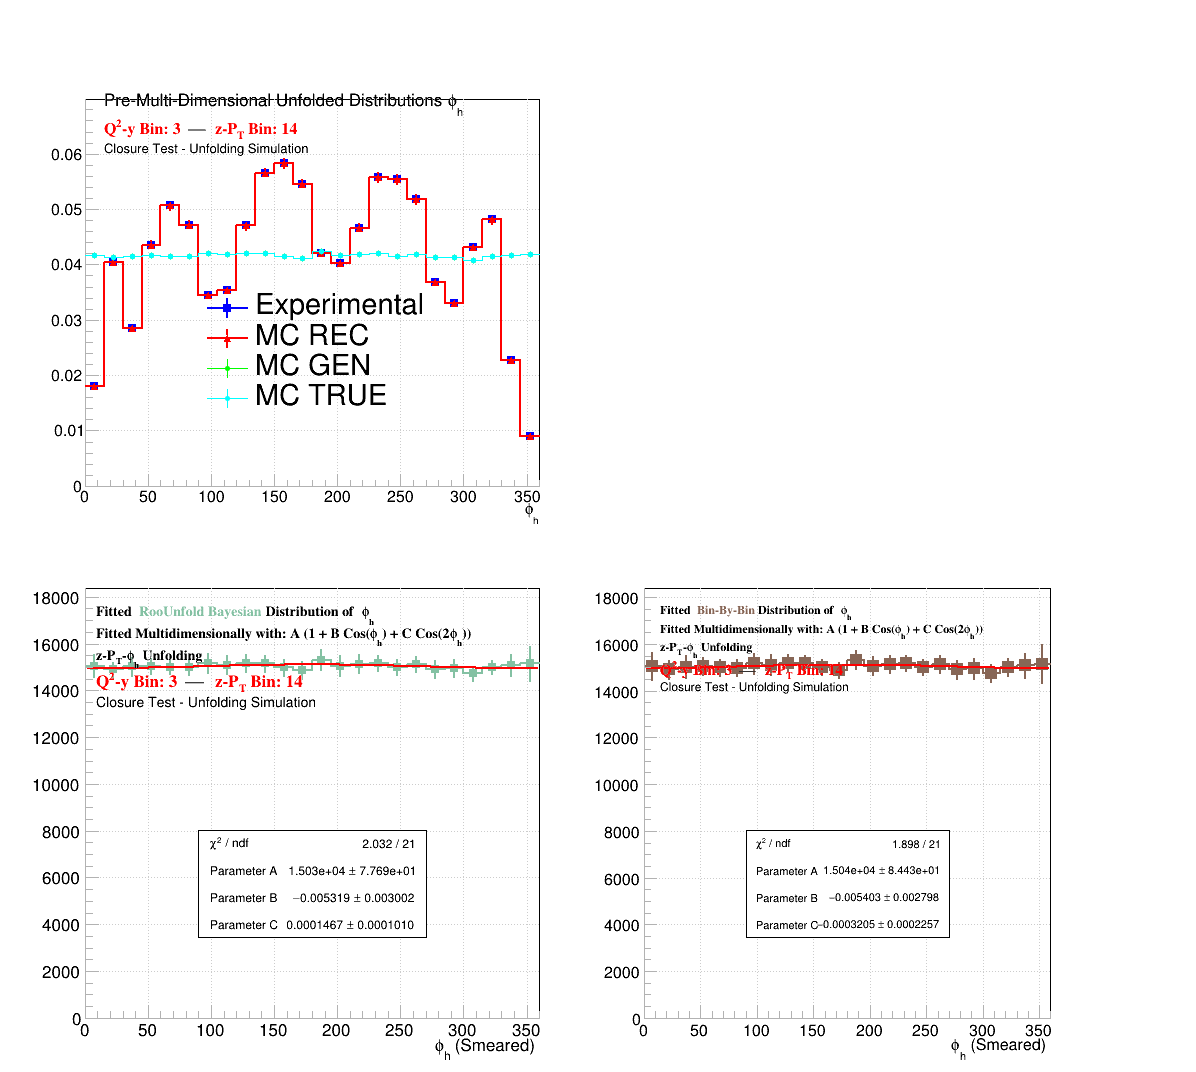 Pre-Multi-Dimensional Unfolded Distributions ϕh
Q²-y Bin: 3 — z-PT Bin: 14
Closure Test - Unfolding Simulation
0.06
0.05
0.04
0.03
0.02
0.01
0
Experimental
MC REC
MC GEN
MC TRUE
0 50 100 150 200 250 300 350
ϕh
18000
16000
14000
12000
10000
8000
6000
4000
2000
0
Fitted RooUnfold Bayesian Distribution of ϕh
Fitted Multidimensionally with: A (1 + B Cos(ϕh) + C Cos(2ϕh))
z-PT-ϕh Unfolding
Q²-y Bin: 3 — z-PT Bin: 14
Closure Test - Unfolding Simulation
χ² / ndf 2.032 / 21
Parameter A 1.503e+04 ± 7.769e+01
Parameter B −0.005319 ± 0.003002
Parameter C 0.0001467 ± 0.0001010
0 50 100 150 200 250 300 350
ϕh (Smeared)
18000
16000
14000
12000
10000
8000
6000
4000
2000
0
Fitted Bin-By-Bin Distribution of ϕh
Fitted Multidimensionally with: A (1 + B Cos(ϕh) + C Cos(2ϕh))
z-PT-ϕh Unfolding
Q²-y Bin: 3 — z-PT Bin: 14
Closure Test - Unfolding Simulation
χ² / ndf 1.898 / 21
Parameter A 1.504e+04 ± 8.443e+01
Parameter B −0.005403 ± 0.002798
Parameter C −0.0003205 ± 0.0002257
0 50 100 150 200 250 300 350
ϕh (Smeared)